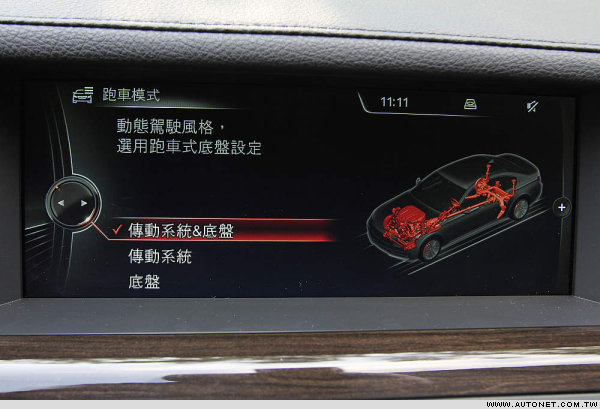 跑車模式
11:11
動態駕駛風格，
選用跑車式底盤設定
傳動系統&底盤
傳動系統
底盤
WWW.AUTONET.COM.TW